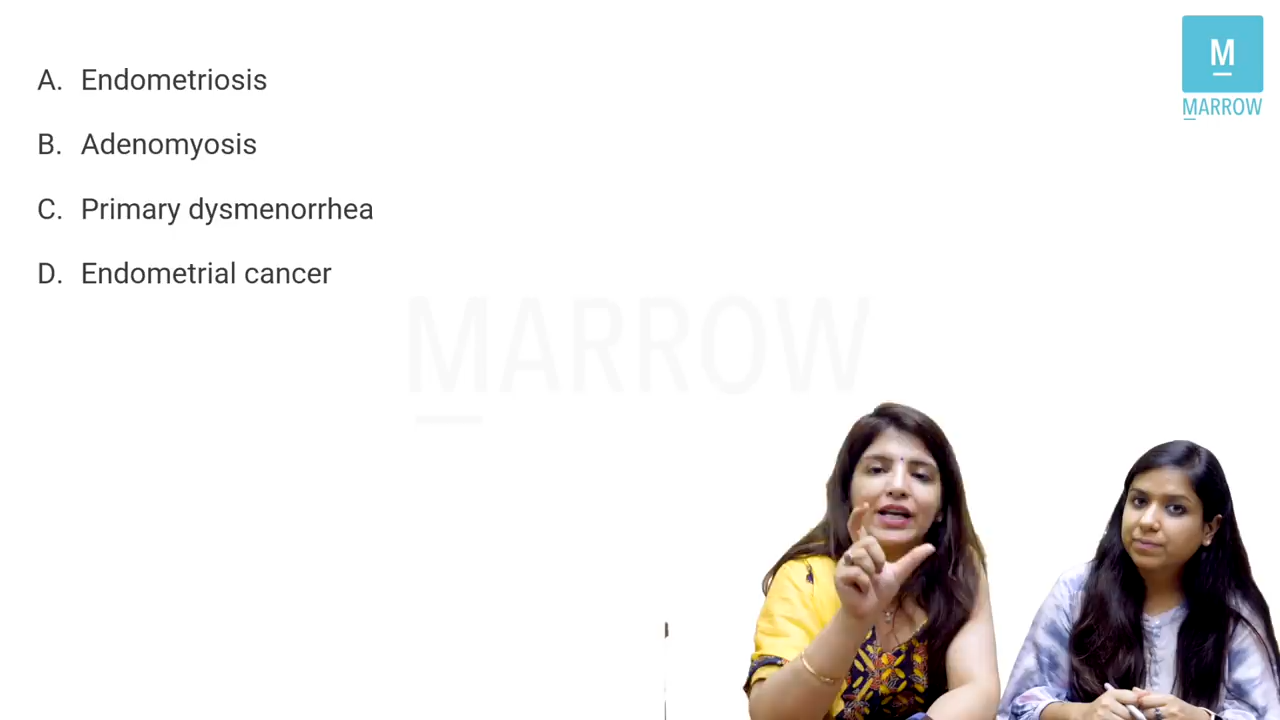 A. Endometriosis
B. Adenomyosis
C. Primary dysmenorrhea
D. Endometrial cancer
M
MARROW
MARROW